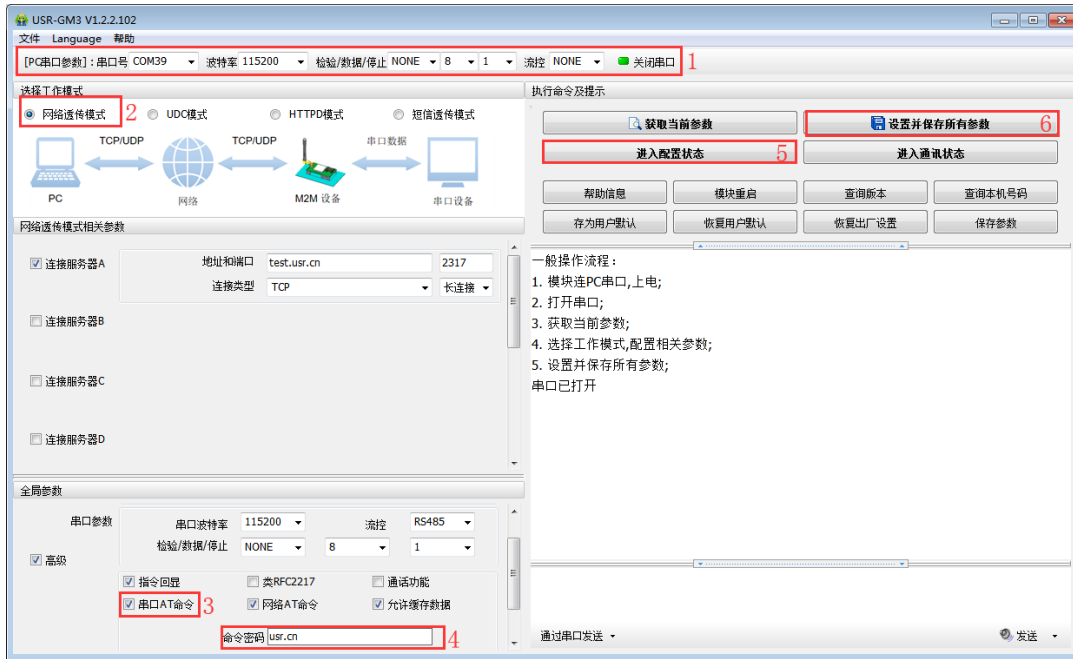 USR-GM3 V1.2.2.102
文件 Language 帮助
[PC串口参数]:串口号 COM39 波特率 115200 检验/数据/停止 NONE 8 1 流控 NONE 关闭串口 1
选择工作模式
网络透传模式 2 UDC模式 HTTPD模式 短信透传模式
TCP/UDP TCP/UDP 串口数据
PC 网络 M2M 设备 串口设备
网络透传模式相关参数
连接服务器A 地址和端口 test.usr.cn 2317
连接类型 TCP 长连接
连接服务器B
连接服务器C
连接服务器D
全局参数
串口参数 串口波特率 115200 流控 RS485
检验/数据/停止 NONE 8 1
高级
指令回显 类RFC2217 通话功能
串口AT命令 3 网络AT命令 允许缓存数据
命令密码 usr.cn 4
执行命令及提示
获取当前参数 设置并保存所有参数 6
进入配置状态 5 进入通讯状态
帮助信息 模块重启 查询版本 查询本机号码
存为用户默认 恢复用户默认 恢复出厂设置 保存参数
一般操作流程:
1. 模块连PC串口,上电;
2. 打开串口;
3. 获取当前参数;
4. 选择工作模式,配置相关参数;
5. 设置并保存所有参数;
串口已打开
通过串口发送 发送